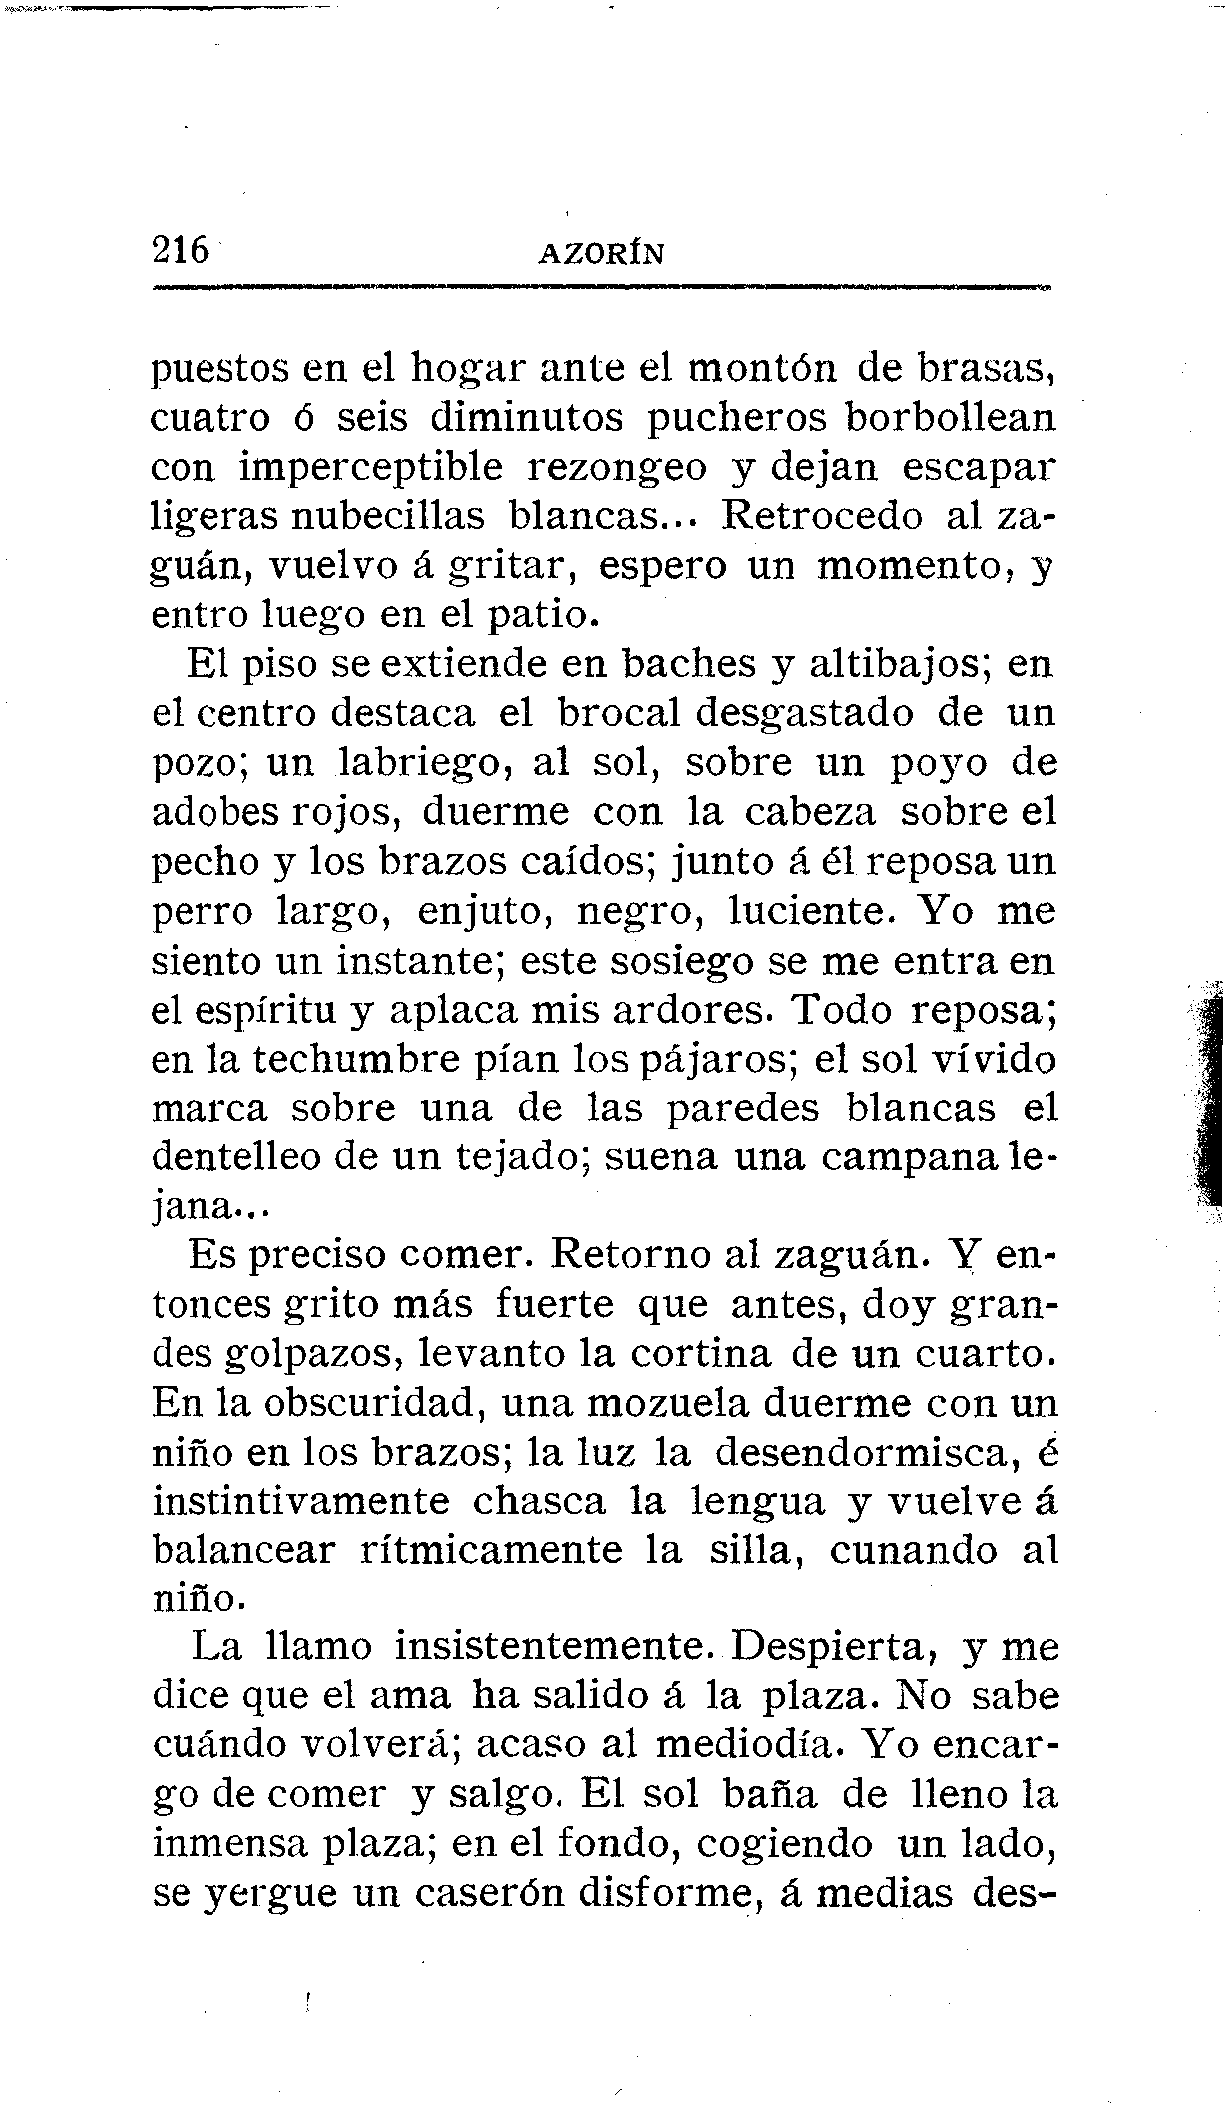 216 AZORÍN
puestos en el hogar ante el montón de brasas,
cuatro ó seis diminutos pucheros borbollean
con imperceptible rezongeo y dejan escapar
ligeras nubecillas blancas... Retrocedo al za-
guán, vuelvo á gritar, espero un momento, y
entro luego en el patio.
El piso se extiende en baches y altibajos; en
el centro destaca el brocal desgastado de un
pozo; un labriego, al sol, sobre un poyo de
adobes rojos, duerme con la cabeza sobre el
pecho y los brazos caídos; junto á él reposa un
perro largo, enjuto, negro, luciente. Yo me
siento un instante; este sosiego se me entra en
el espíritu y aplaca mis ardores. Todo reposa;
en la techumbre pían los pájaros; el sol vívido
marca sobre una de las paredes blancas el
dentelleo de un tejado; suena una campana le-
jana...
Es preciso comer. Retorno al zaguán. Y en-
tonces grito más fuerte que antes, doy gran-
des golpazos, levanto la cortina de un cuarto.
En la obscuridad, una mozuela duerme con un
niño en los brazos; la luz la desendormisca, é
instintivamente chasca la lengua y vuelve á
balancear rítmicamente la silla, cunando al
niño.
La llamo insistentemente. Despierta, y me
dice que el ama ha salido á la plaza. No sabe
cuándo volverá; acaso al mediodía. Yo encar-
go de comer y salgo. El sol baña de lleno la
inmensa plaza; en el fondo, cogiendo un lado,
se yergue un caserón disforme, á medias des-